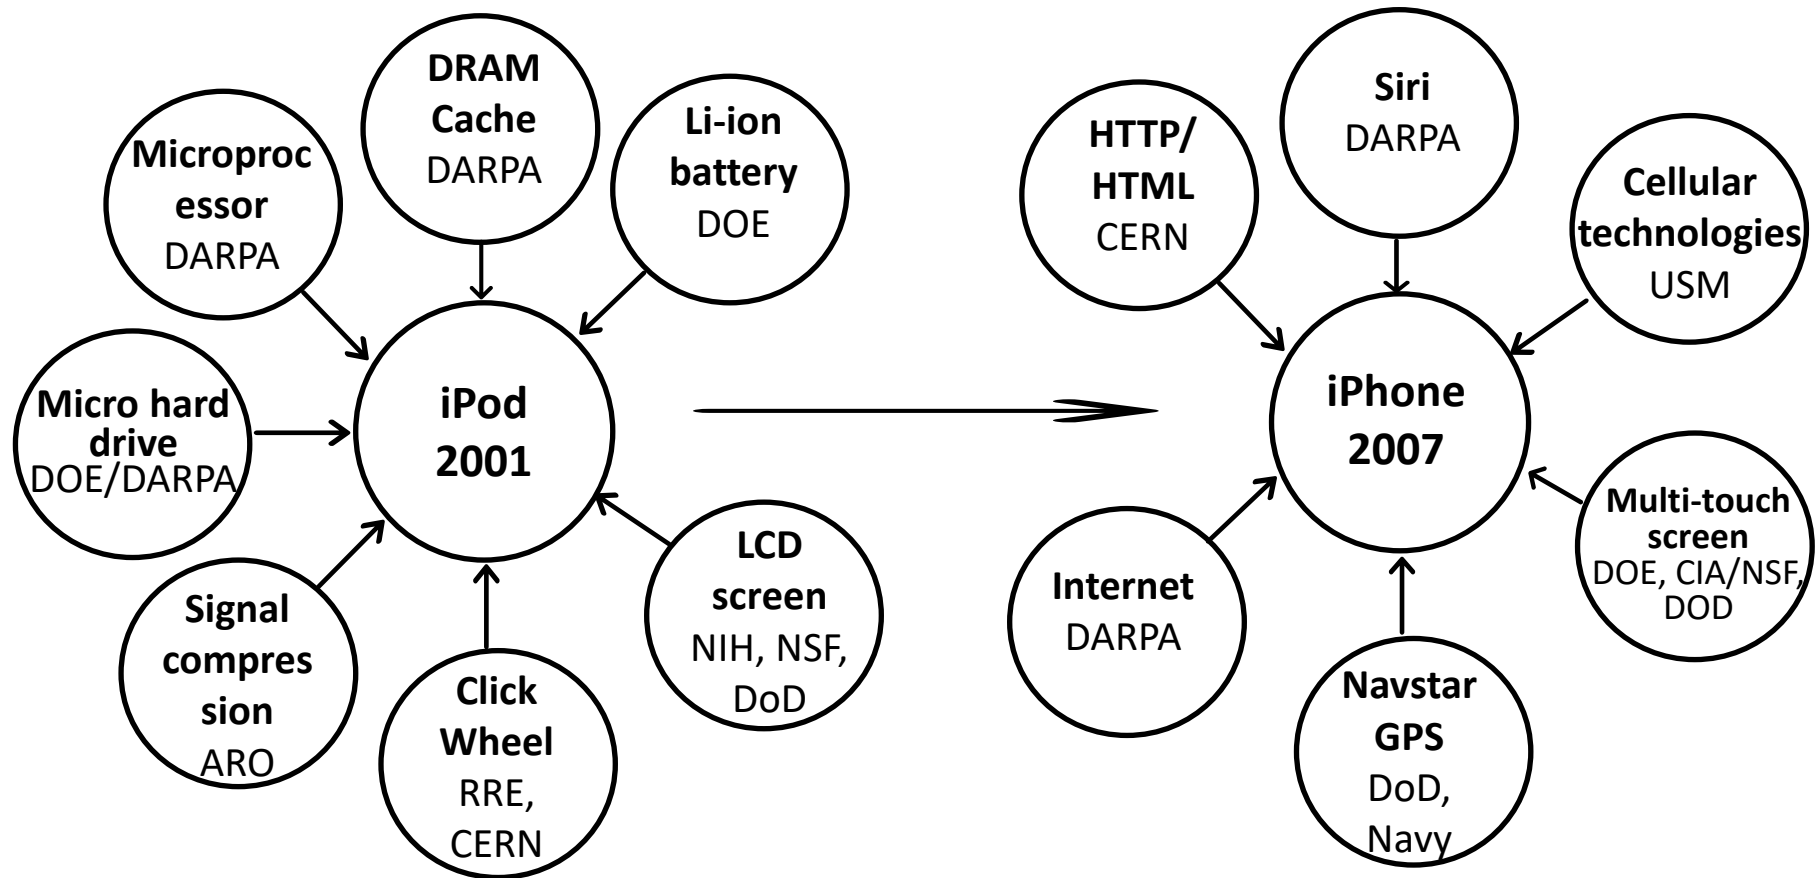 DRAM
Cache
DARPA
Microproc
essor
DARPA
Li-ion
battery
DOE
Micro hard
drive
DOE/DARPA
iPod
2001
Signal
compres
sion
ARO
Click
Wheel
RRE,
CERN
LCD
screen
NIH, NSF,
DoD
Siri
DARPA
HTTP/
HTML
CERN
Cellular
technologies
USM
iPhone
2007
Internet
DARPA
Multi-touch
screen
DOE, CIA/NSF,
DOD
Navstar
GPS
DoD,
Navy